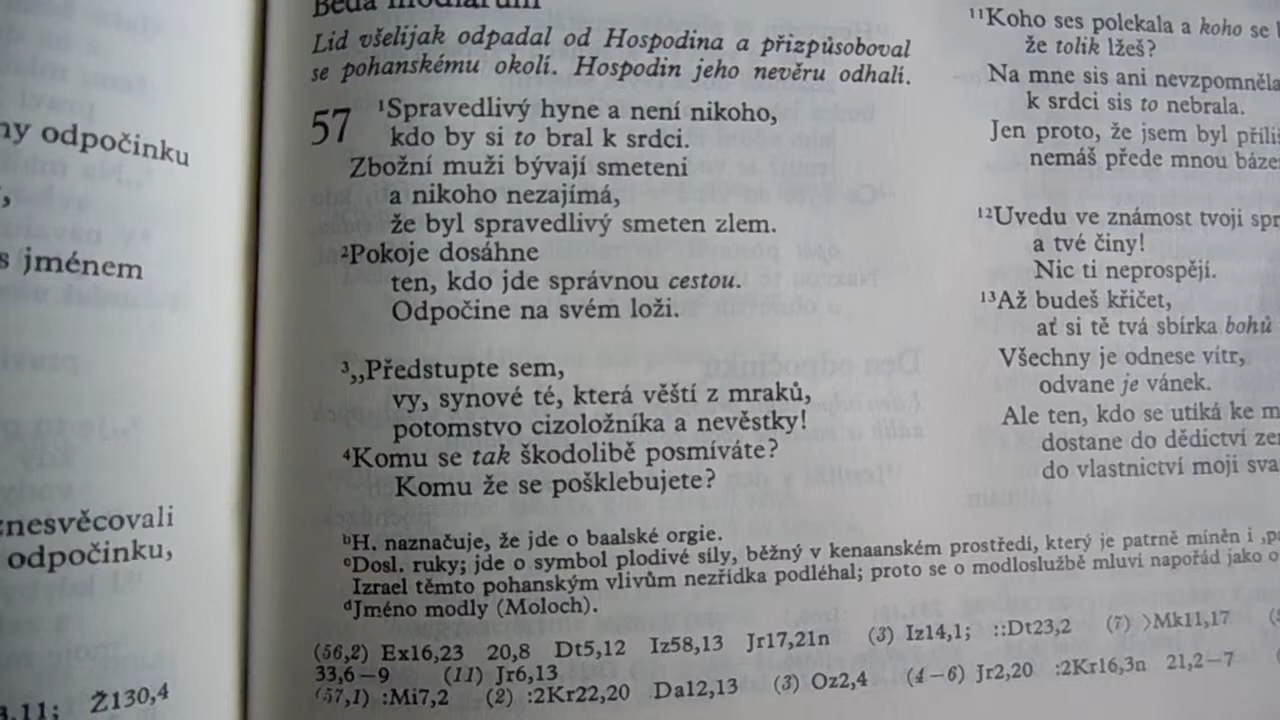 ny odpočinku
s jménem
znesvěcovali
odpočinku,
3.11; Ž130,4
Běda modlářům
Lid všelijak odpadal od Hospodina a přizpůsoboval
se pohanskému okolí. Hospodin jeho nevěru odhalí.
57 ¹Spravedlivý hyne a není nikoho,
kdo by si to bral k srdci.
Zbožní muži bývají smeteni
a nikoho nezajímá,
že byl spravedlivý smeten zlem.
²Pokoje dosáhne
ten, kdo jde správnou cestou.
Odpočine na svém loži.
³„Předstupte sem,
vy, synové té, která věští z mraků,
potomstvo cizoložníka a nevěstky!
⁴Komu se tak škodolibě posmíváte?
Komu že se pošklebujete?
¹¹Koho ses polekala a koho se
že tolik lžeš?
Na mne sis ani nevzpomněla
k srdci sis to nebrala.
Jen proto, že jsem byl příli
nemáš přede mnou bázeň
¹²Uvedu ve známost tvoji spr
a tvé činy!
Nic ti neprospějí.
¹³Až budeš křičet,
ať si tě tvá sbírka bohů
Všechny je odnese vítr,
odvane je vánek.
Ale ten, kdo se utíká ke m
dostane do dědictví ze
do vlastnictví moji sva
ᵇH. naznačuje, že jde o baalské orgie.
ᶜDosl. ruky; jde o symbol plodivé síly, běžný v kenaanském prostředí, který je patrně míněn i
Izrael těmto pohanským vlivům nezřídka podléhal; proto se o modloslužbě mluví napořád jako o
ᵈJméno modly (Moloch).
(56,2) Ex16,23 20,8 Dt5,12 Iz58,13 Jr17,21n (3) Iz14,1; ::Dt23,2 (7) 〉Mk11,17
33,6–9 (11) Jr6,13
(57,1) :Mi7,2 (2) :2Kr22,20 Da12,13 (3) Oz2,4 (4–6) Jr2,20 :2Kr16,3n 21,2–7